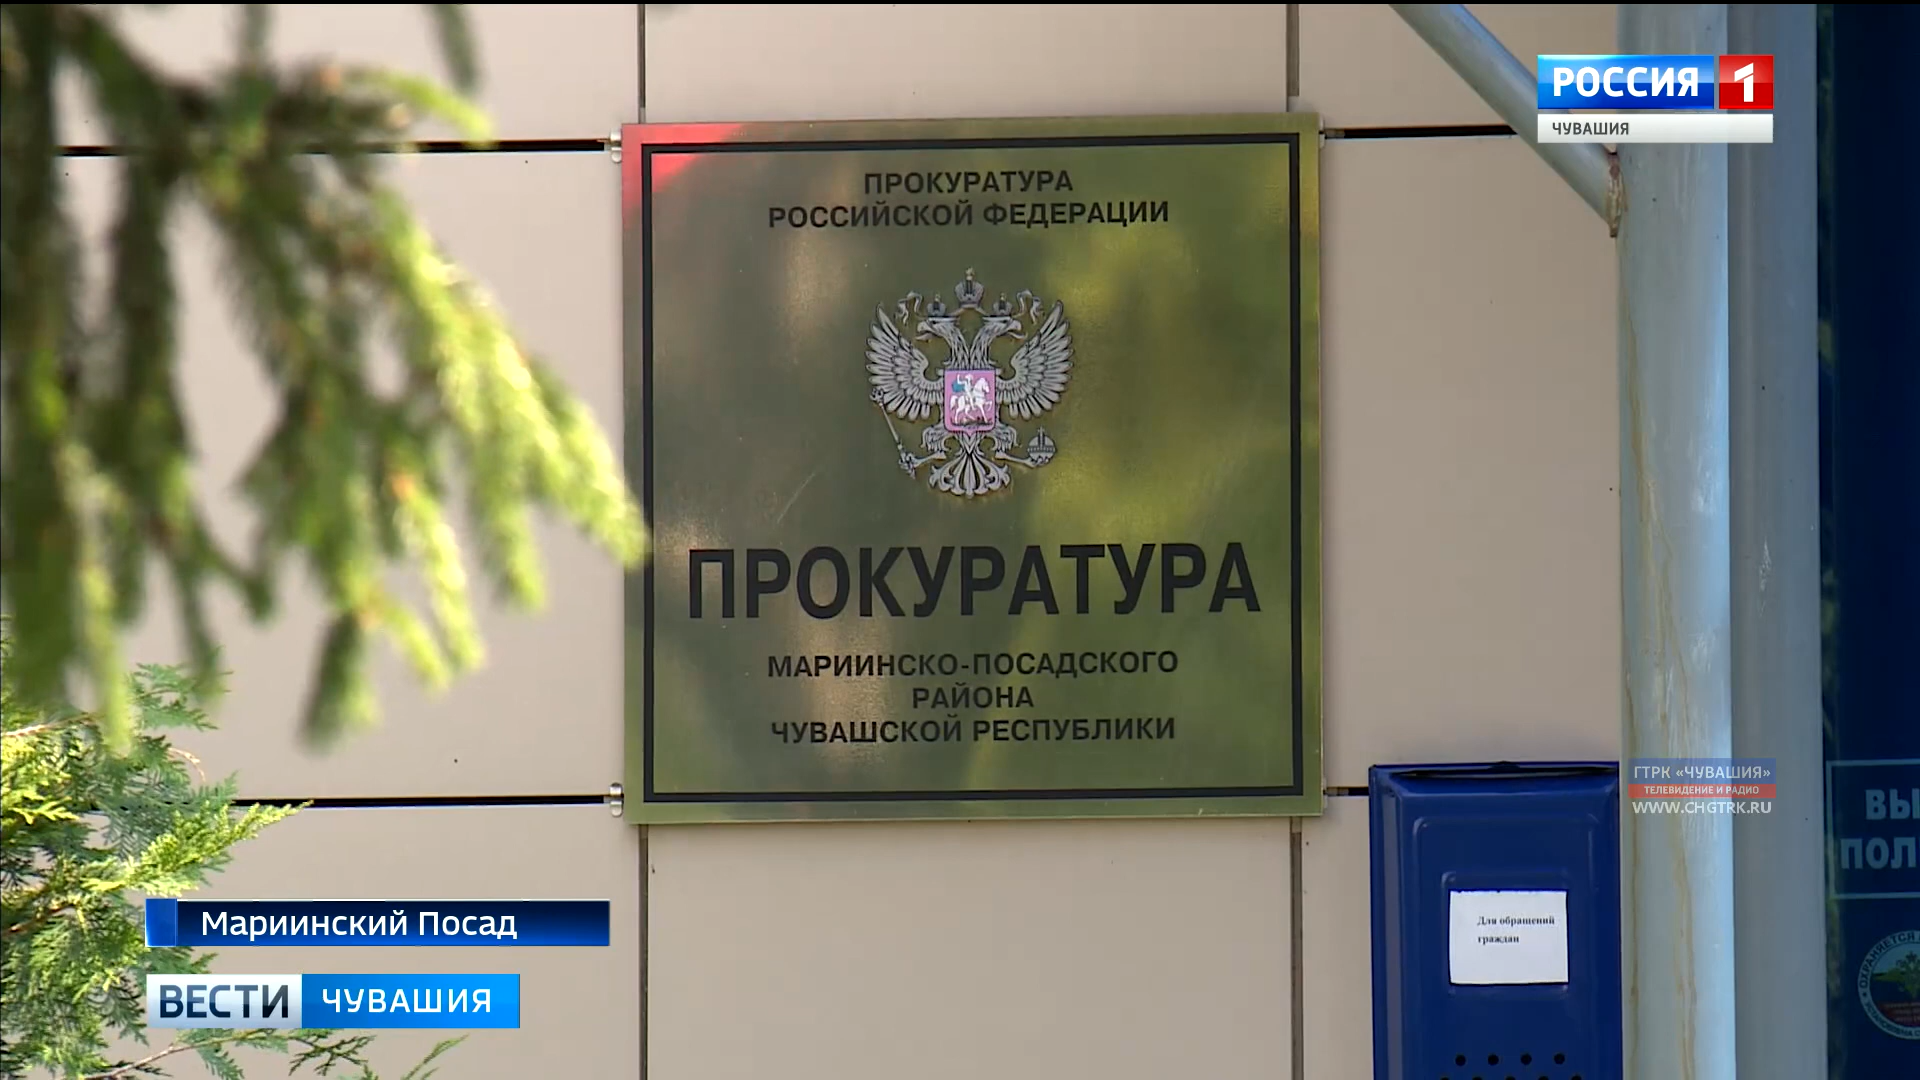 РОССИЯ 1
ЧУВАШИЯ
ПРОКУРАТУРА
РОССИЙСКОЙ ФЕДЕРАЦИИ
ПРОКУРАТУРА
МАРИИНСКО-ПОСАДСКОГО
РАЙОНА
ЧУВАШСКОЙ РЕСПУБЛИКИ
ГТРК «ЧУВАШИЯ»
ТЕЛЕВИДЕНИЕ И РАДИО
WWW.CHGTRK.RU
Для обращений
граждан
Мариинский Посад
ВЕСТИ ЧУВАШИЯ